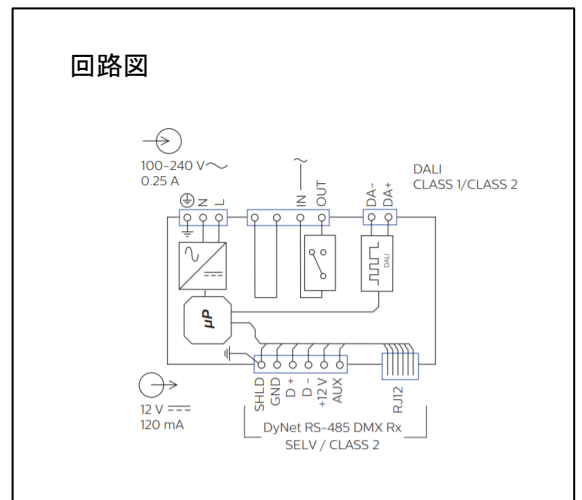 回路図
100-240 V~
0.25 A
N
L
~
IN
OUT
DA-
DA+
DALI
CLASS 1/CLASS 2
DALI
µP
12 V
120 mA
SHLD
GND
D +
D -
+12 V
AUX
RJ12
DyNet RS-485 DMX Rx
SELV / CLASS 2